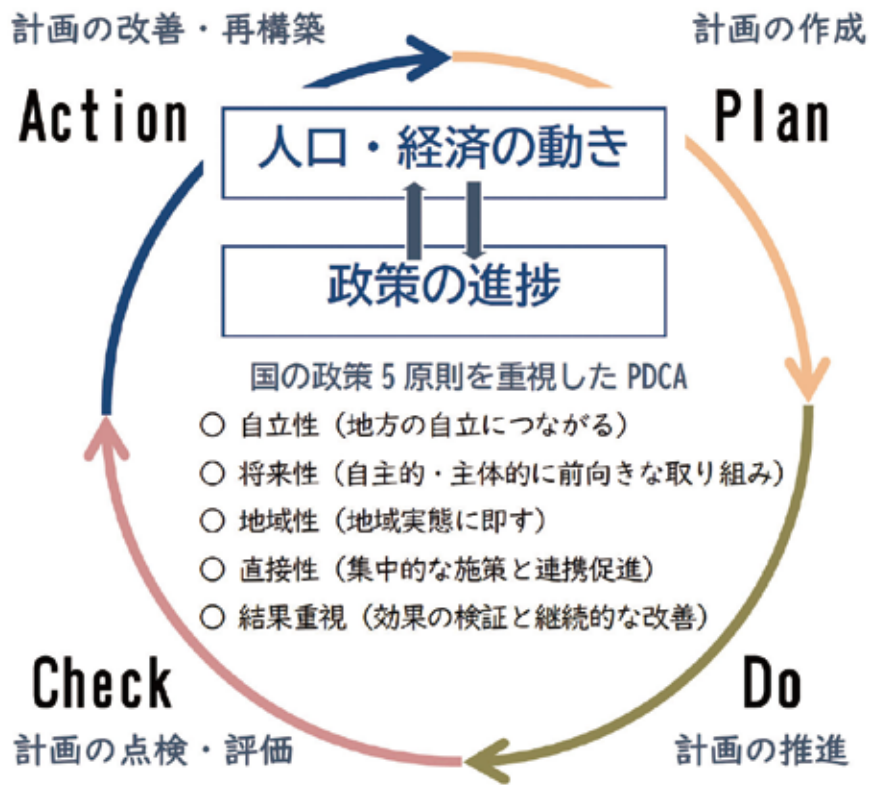 計画の改善・再構築
計画の作成
Action
Plan
人口・経済の動き
政策の進捗
国の政策5原則を重視したPDCA
○ 自立性(地方の自立につながる)
○ 将来性(自主的・主体的に前向きな取り組み)
○ 地域性(地域実態に即す)
○ 直接性(集中的な施策と連携促進)
○ 結果重視(効果の検証と継続的な改善)
Check
Do
計画の点検・評価
計画の推進